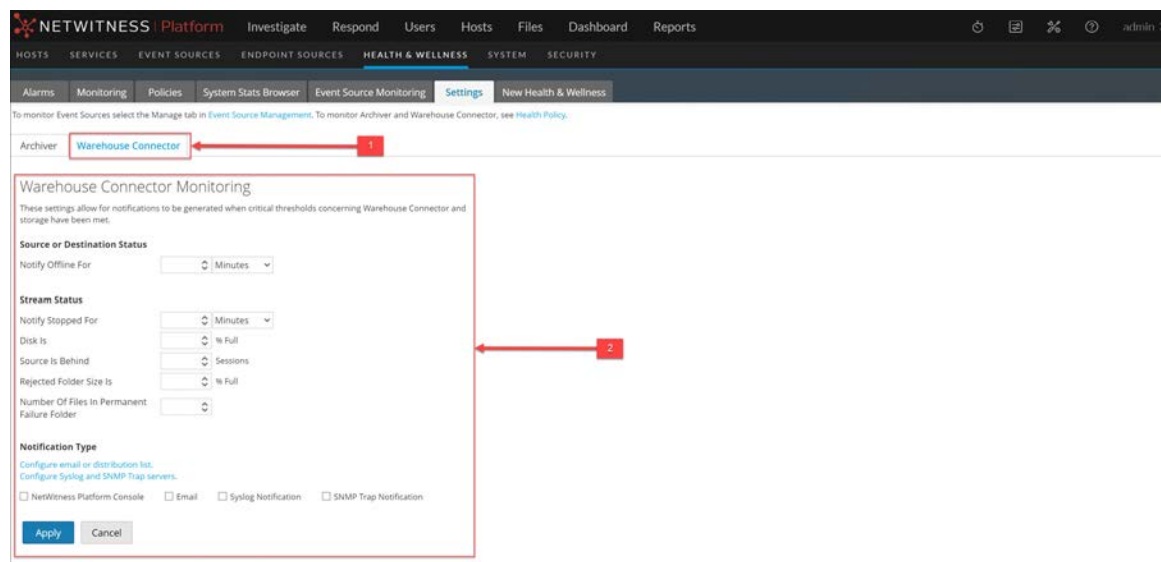 NETWITNESS Platform Investigate Respond Users Hosts Files Dashboard Reports admin
HOSTS SERVICES EVENT SOURCES ENDPOINT SOURCES HEALTH & WELLNESS SYSTEM SECURITY
Alarms Monitoring Policies System Stats Browser Event Source Monitoring Settings New Health & Wellness
To monitor Event Sources select the Manage tab in Event Source Management. To monitor Archiver and Warehouse Connector, see Health Policy.
Archiver Warehouse Connector 1
Warehouse Connector Monitoring
These settings allow for notifications to be generated when critical thresholds concerning Warehouse Connector and
storage have been met.
Source or Destination Status
Notify Offline For Minutes
Stream Status
Notify Stopped For Minutes
Disk Is % Full
Source Is Behind Sessions
2
Rejected Folder Size Is % Full
Number Of Files In Permanent
Failure Folder
Notification Type
Configure email or distribution list.
Configure Syslog and SNMP Trap servers.
NetWitness Platform Console Email Syslog Notification SNMP Trap Notification
Apply Cancel